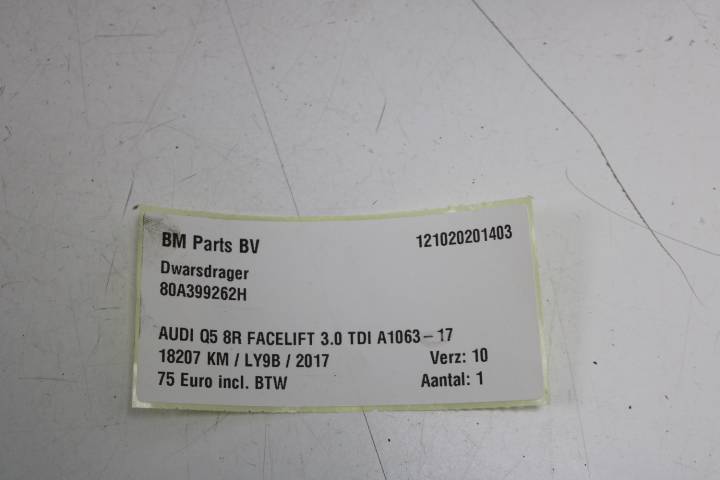 BM Parts BV 121020201403
Dwarsdrager
80A399262H
AUDI Q5 8R FACELIFT 3.0 TDI A1063-17
18207 KM / LY9B / 2017 Verz: 10
75 Euro incl. BTW Aantal: 1